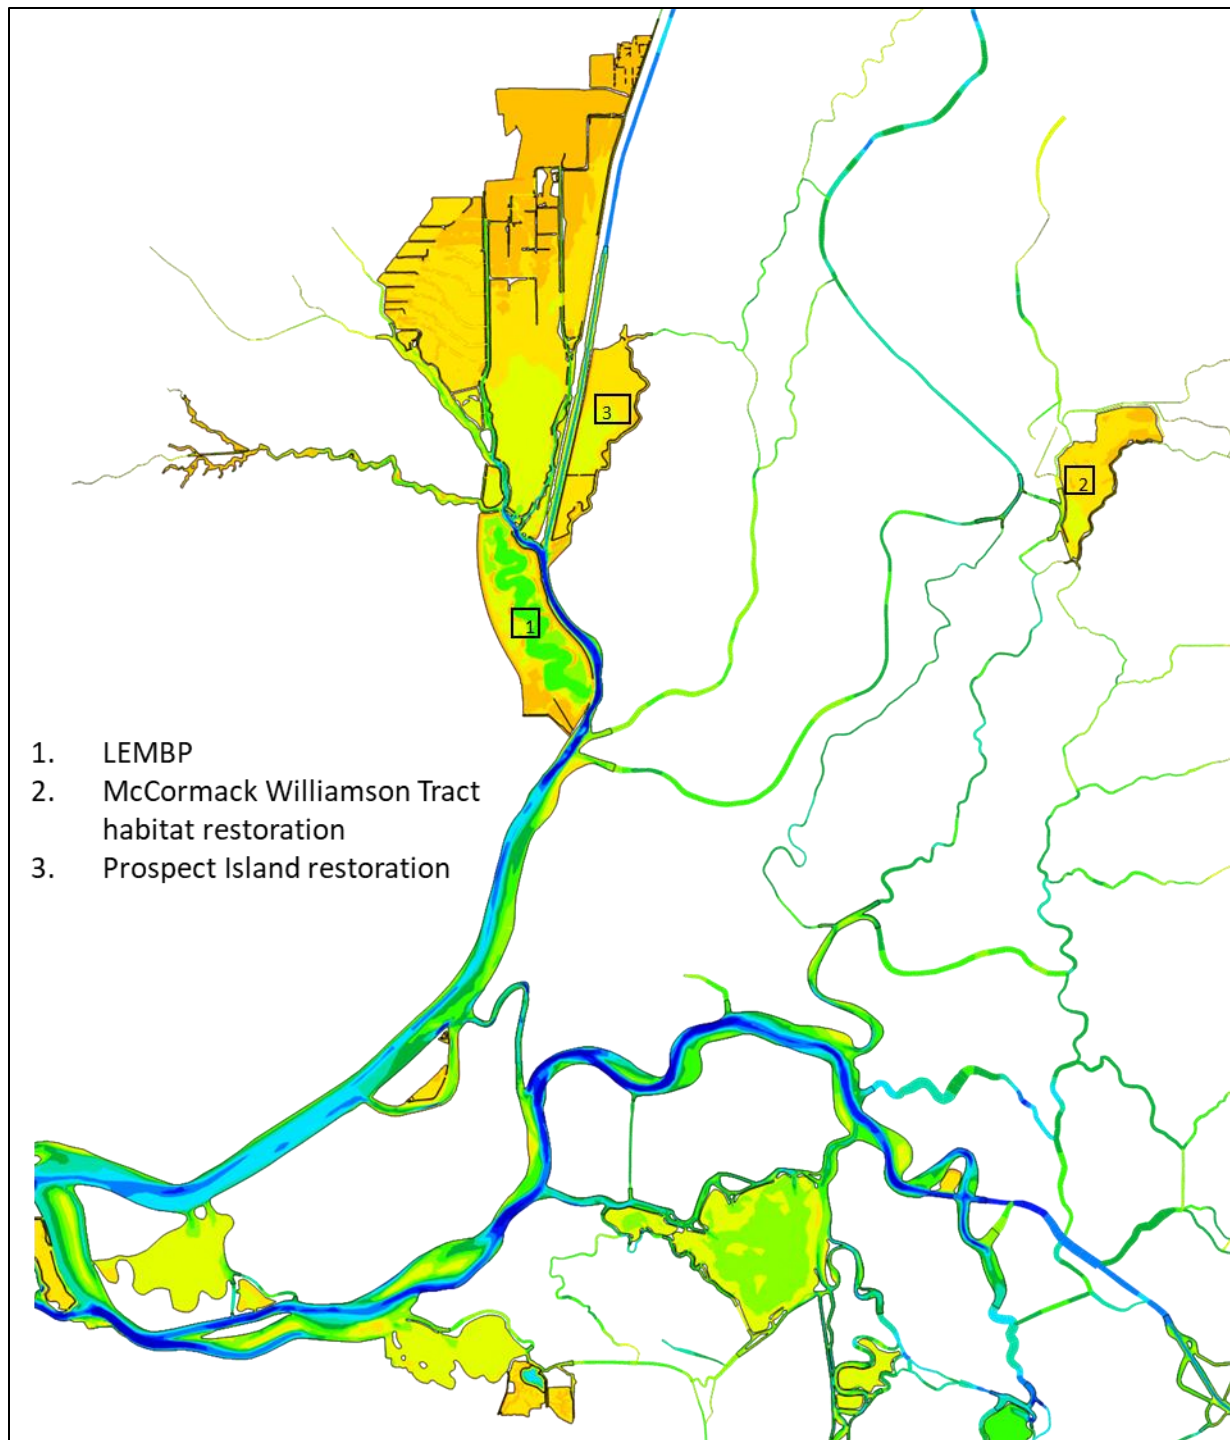 3
2
1
1. LEMBP
2. McCormack Williamson Tract
habitat restoration
3. Prospect Island restoration